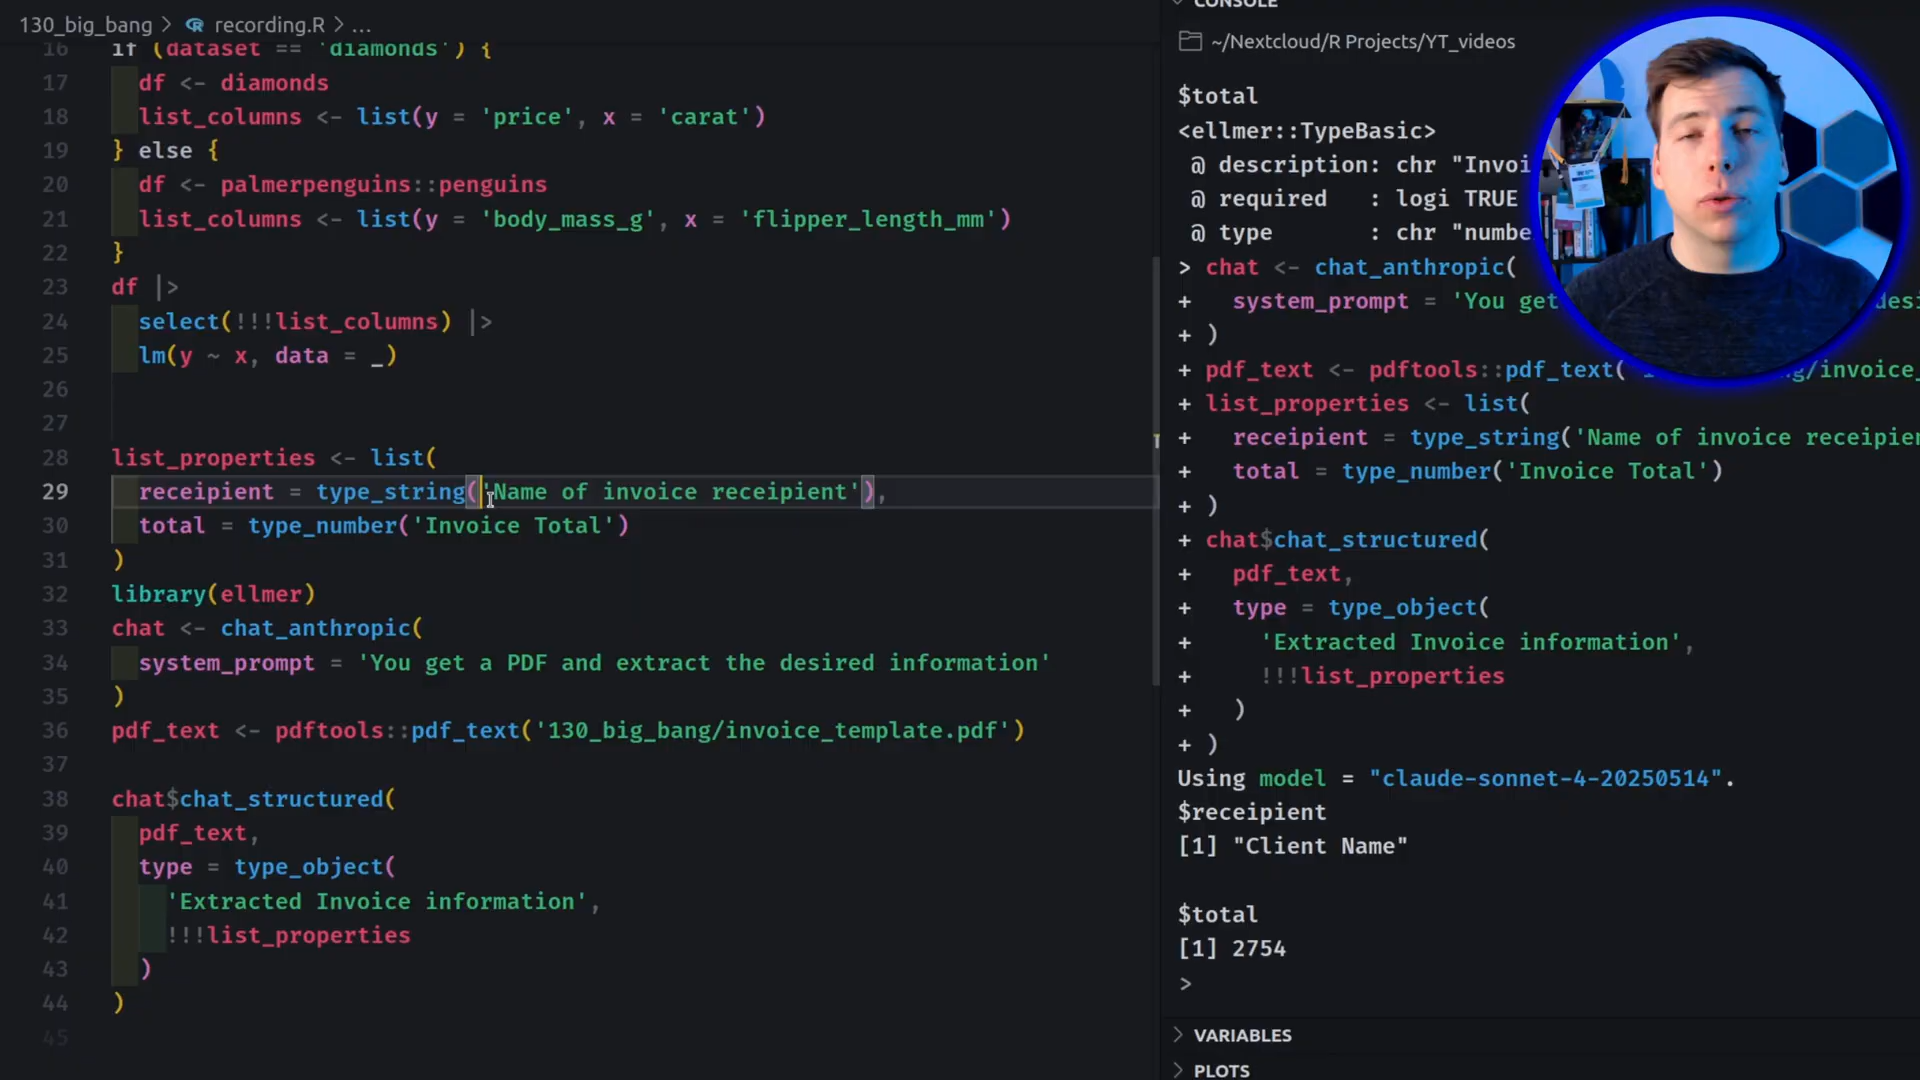 130_big_bang > recording.R > ...
16 if (dataset == 'diamonds') {
17 df <- diamonds
18 list_columns <- list(y = 'price', x = 'carat')
19 } else {
20 df <- palmerpenguins::penguins
21 list_columns <- list(y = 'body_mass_g', x = 'flipper_length_mm')
22 }
23 df |>
24 select(!!!list_columns) |>
25 lm(y ~ x, data = _)
26
27
28 list_properties <- list(
29 receipient = type_string('Name of invoice receipient'),
30 total = type_number('Invoice Total')
31 )
32 library(ellmer)
33 chat <- chat_anthropic(
34 system_prompt = 'You get a PDF and extract the desired information'
35 )
36 pdf_text <- pdftools::pdf_text('130_big_bang/invoice_template.pdf')
37
38 chat$chat_structured(
39 pdf_text,
40 type = type_object(
41 'Extracted Invoice information',
42 !!!list_properties
43 )
44 )
45
CONSOLE
~/Nextcloud/R Projects/YT_videos
$total
<ellmer::TypeBasic>
@ description: chr "Invoi
@ required : logi TRUE
@ type : chr "numbe
> chat <- chat_anthropic(
+ system_prompt = 'You get
+ )
+ pdf_text <- pdftools::pdf_text( g/invoice_
+ list_properties <- list(
+ receipient = type_string('Name of invoice receipien
+ total = type_number('Invoice Total')
+ )
+ chat$chat_structured(
+ pdf_text,
+ type = type_object(
+ 'Extracted Invoice information',
+ !!!list_properties
+ )
+ )
Using model = "claude-sonnet-4-20250514".
$receipient
[1] "Client Name"
$total
[1] 2754
>
VARIABLES
PLOTS